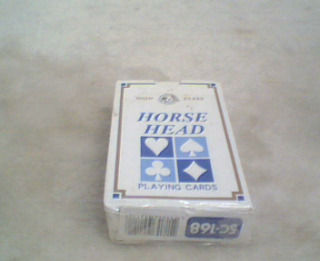 HORSE
HEAD
PLAYING CARDS
SC-168